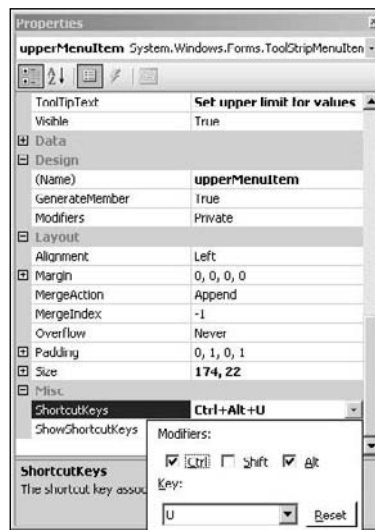 Properties
upperMenuItem System.Windows.Forms.ToolStripMenuIten
ToolTipText Set upper limit for values
Visible True
Data
Design
(Name) upperMenuItem
GenerateMember True
Modifiers Private
Layout
Alignment Left
Margin 0, 0, 0, 0
MergeAction Append
MergeIndex -1
Overflow Never
Padding 0, 1, 0, 1
Size 174, 22
Misc
ShortcutKeys Ctrl+Alt+U
ShowShortcutKeys
Modifiers:
Ctrl Shift Alt
Key:
U Reset
ShortcutKeys
The shortcut key assoc